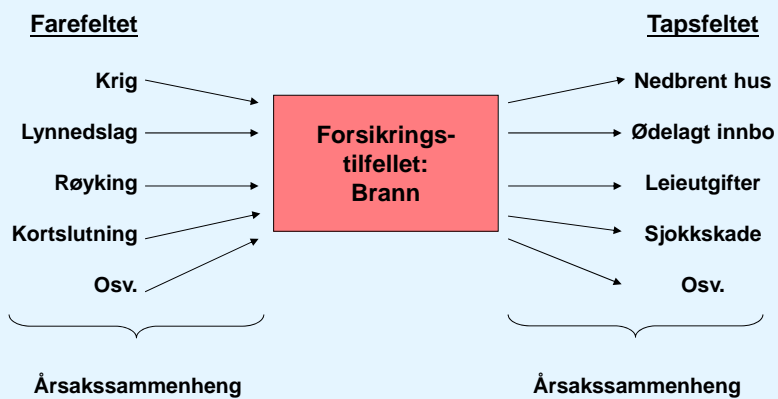 Farefeltet
Krig
Lynnedslag
Røyking
Kortslutning
Osv.
Årsakssammenheng
Forsikrings-
tilfellet:
Brann
Tapsfeltet
Nedbrent hus
Ødelagt innbo
Leieutgifter
Sjokkskade
Osv.
Årsakssammenheng